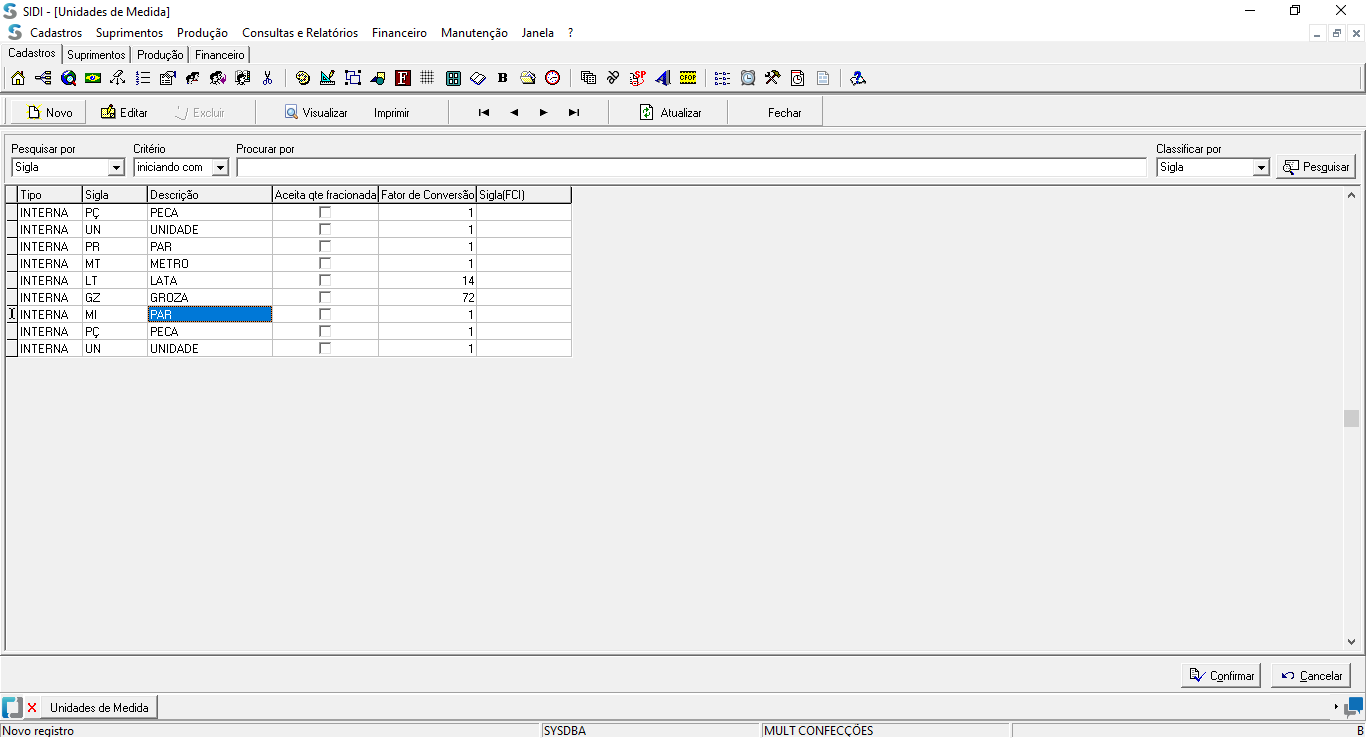 SIDI - [Unidades de Medida]
Cadastros Suprimentos Produção Consultas e Relatórios Financeiro Manutenção Janela ?
Cadastros Suprimentos Produção Financeiro
F B SP CFOP
Novo Editar Excluir Visualizar Imprimir Atualizar Fechar
Pesquisar por Critério Procurar por Classificar por
Sigla iniciando com Sigla Pesquisar
Tipo Sigla Descrição Aceita qte fracionada Fator de Conversão Sigla(FCI)
INTERNA PÇ PECA 1
INTERNA UN UNIDADE 1
INTERNA PR PAR 1
INTERNA MT METRO 1
INTERNA LT LATA 14
INTERNA GZ GROZA 72
INTERNA MI PAR 1
INTERNA PÇ PECA 1
INTERNA UN UNIDADE 1
Confirmar Cancelar
Unidades de Medida
Novo registro SYSDBA MULT CONFECÇÕES B